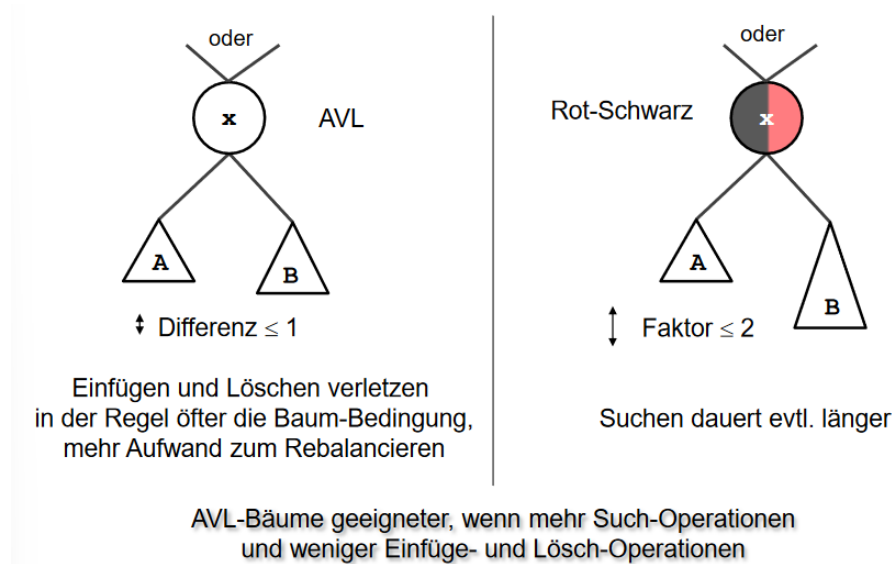 oder
x
AVL
A
B
Differenz ≤ 1
Einfügen und Löschen verletzen
in der Regel öfter die Baum-Bedingung,
mehr Aufwand zum Rebalancieren
oder
Rot-Schwarz
x
A
B
Faktor ≤ 2
Suchen dauert evtl. länger
AVL-Bäume geeigneter, wenn mehr Such-Operationen
und weniger Einfüge- und Lösch-Operationen